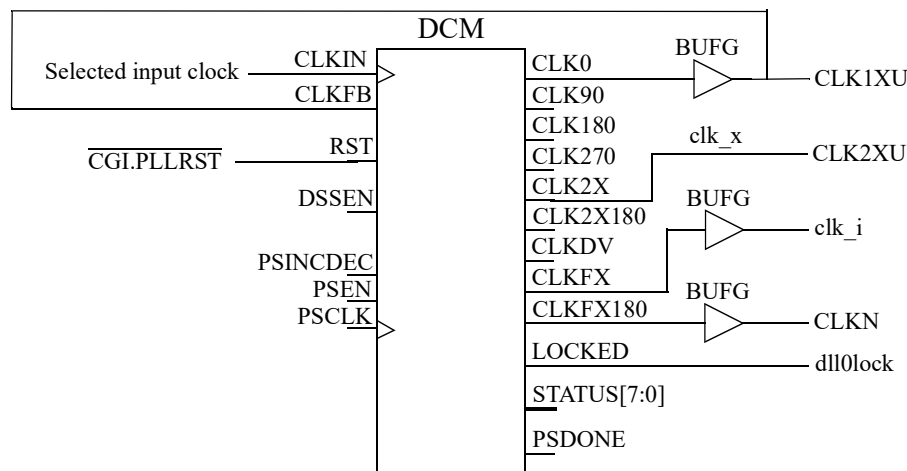 DCM
BUFG
CLKIN
CLK0
Selected input clock
CLK1XU
CLKFB
CLK90
CLK180
clk_x
RST
CGI.PLLRST
CLK270
CLK2XU
CLK2X
BUFG
DSSEN
CLK2X180
clk_i
CLKDV
PSINCDEC
CLKFX
PSEN
BUFG
CLKFX180
PSCLK
CLKN
LOCKED
dll0lock
STATUS[7:0]
PSDONE